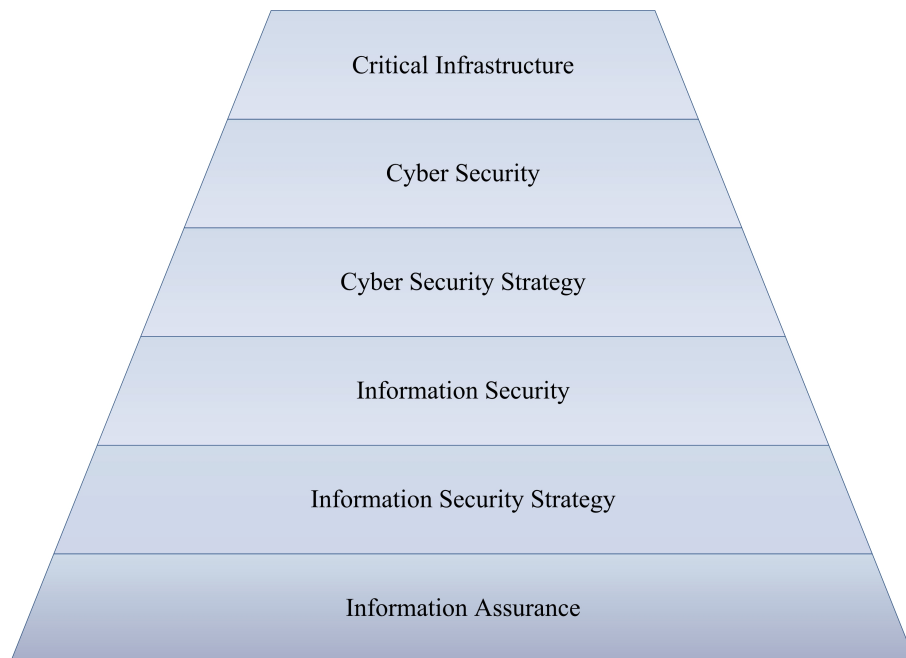 Critical Infrastructure
Cyber Security
Cyber Security Strategy
Information Security
Information Security Strategy
Information Assurance